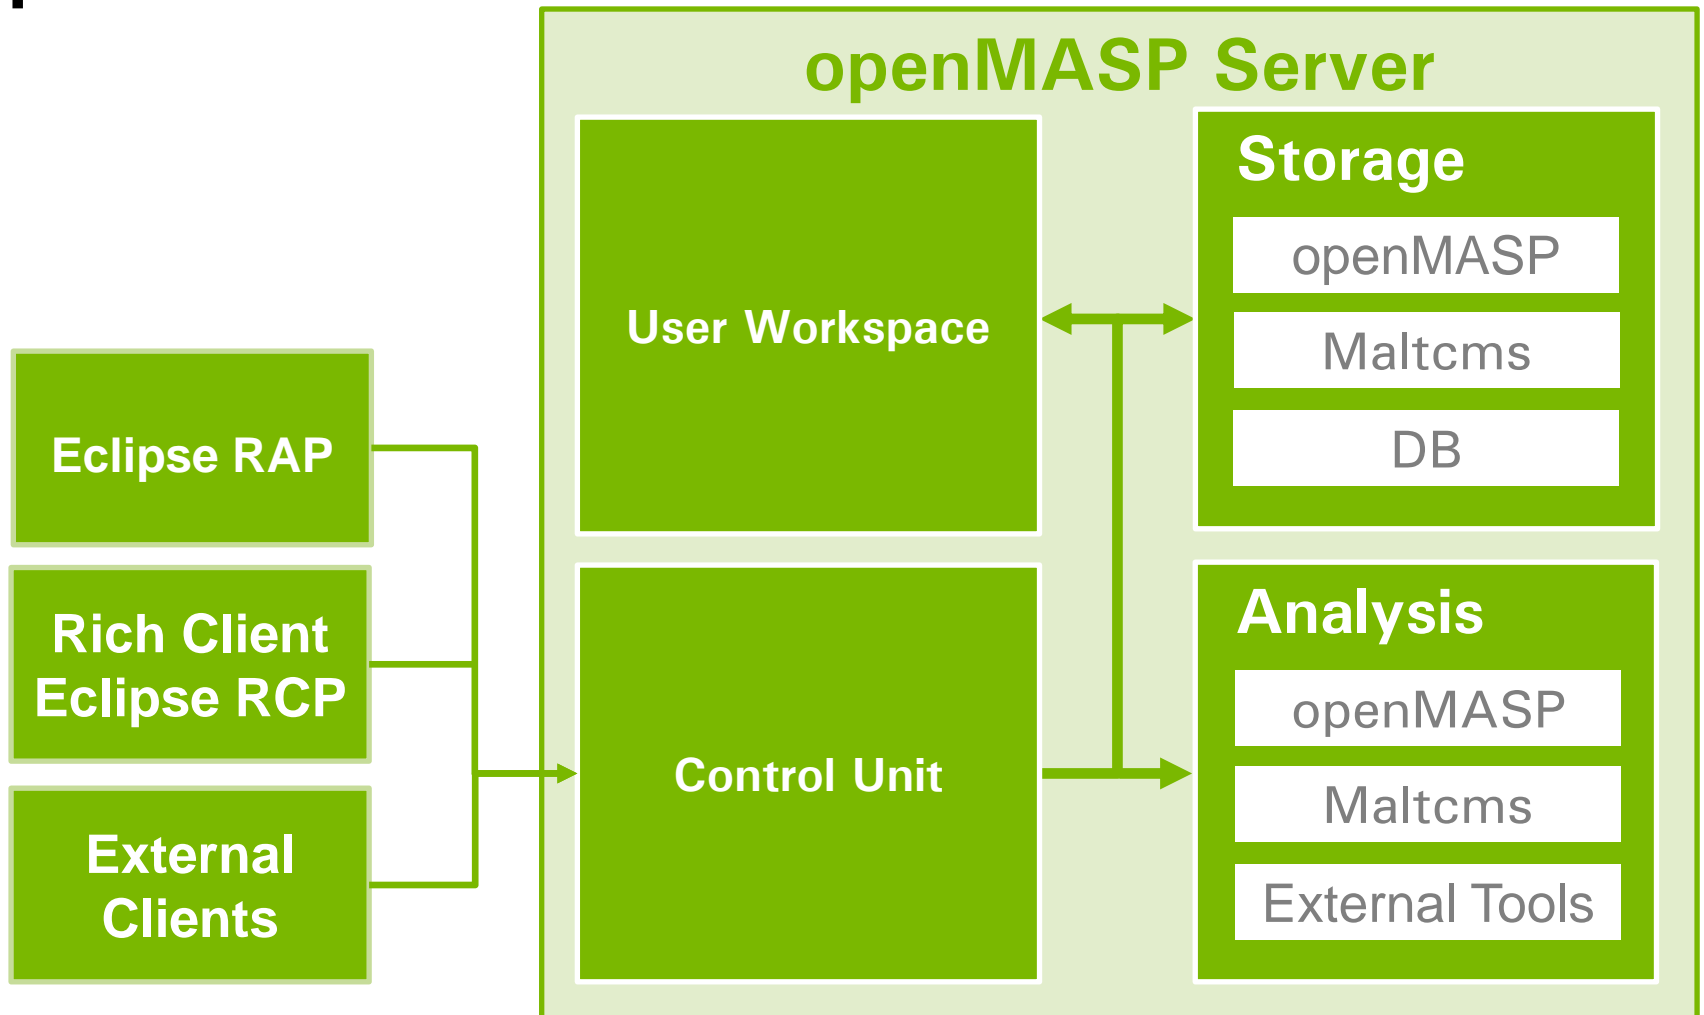 openMASP Server
User Workspace
Storage
openMASP
Maltcms
DB
Eclipse RAP
Rich Client
Eclipse RCP
External
Clients
Control Unit
Analysis
openMASP
Maltcms
External Tools